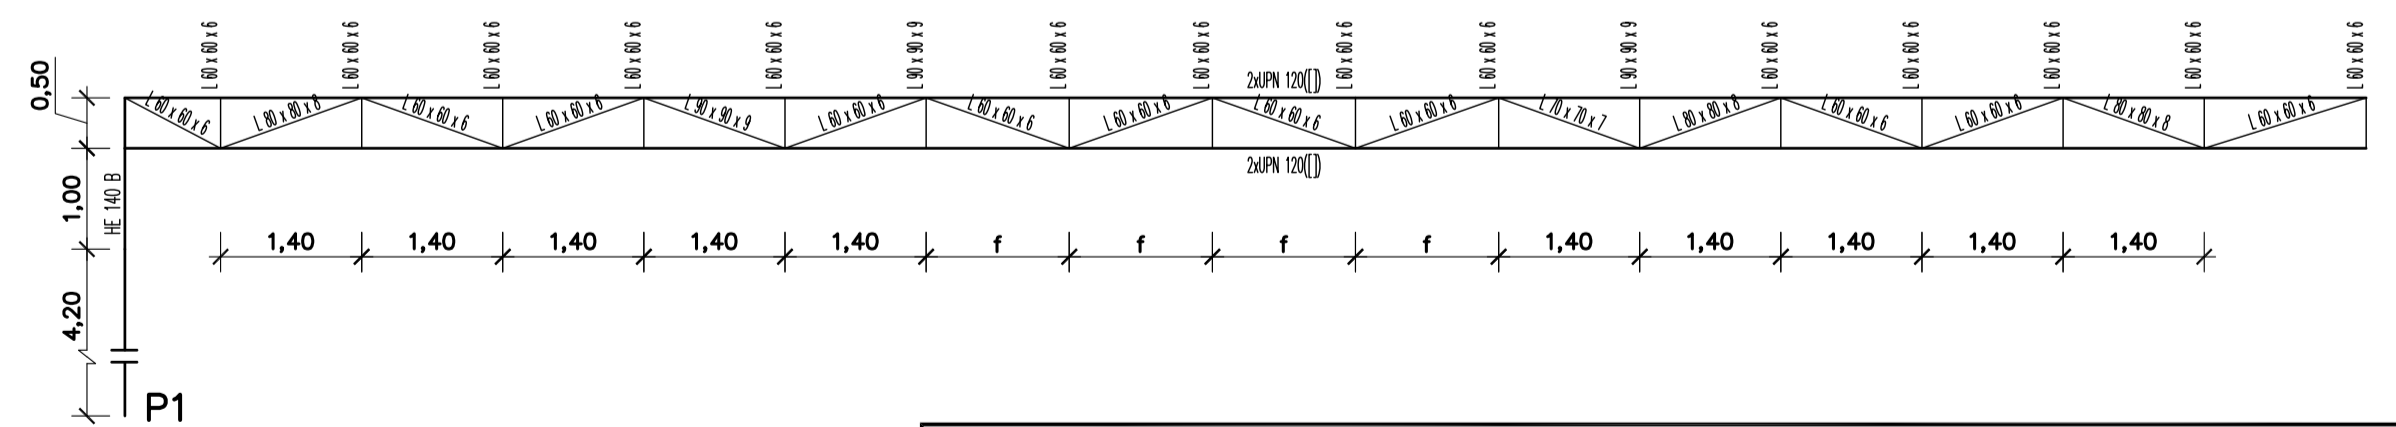 L 60 x 60 x 6
L 60 x 60 x 6
L 60 x 60 x 6
L 60 x 60 x 6
L 60 x 60 x 6
L 90 x 90 x 9
L 60 x 60 x 6
L 60 x 60 x 6
L 60 x 60 x 6
L 60 x 60 x 6
L 90 x 90 x 9
L 60 x 60 x 6
L 60 x 60 x 6
L 60 x 60 x 6
L 60 x 60 x 6
L 60 x 60 x 6
0,50
2xUPN 120([])
L 60 x 60 x 6
L 80 x 80 x 8
L 60 x 60 x 6
L 60 x 60 x 6
L 90 x 90 x 9
L 60 x 60 x 6
L 60 x 60 x 6
L 60 x 60 x 6
L 60 x 60 x 6
L 60 x 60 x 6
L 70 x 70 x 7
L 80 x 80 x 8
L 60 x 60 x 6
L 60 x 60 x 6
L 80 x 80 x 8
L 60 x 60 x 6
2xUPN 120([])
1,00
HE 140 B
1,40
1,40
1,40
1,40
1,40
f
f
f
f
1,40
1,40
1,40
1,40
1,40
4,20
P1